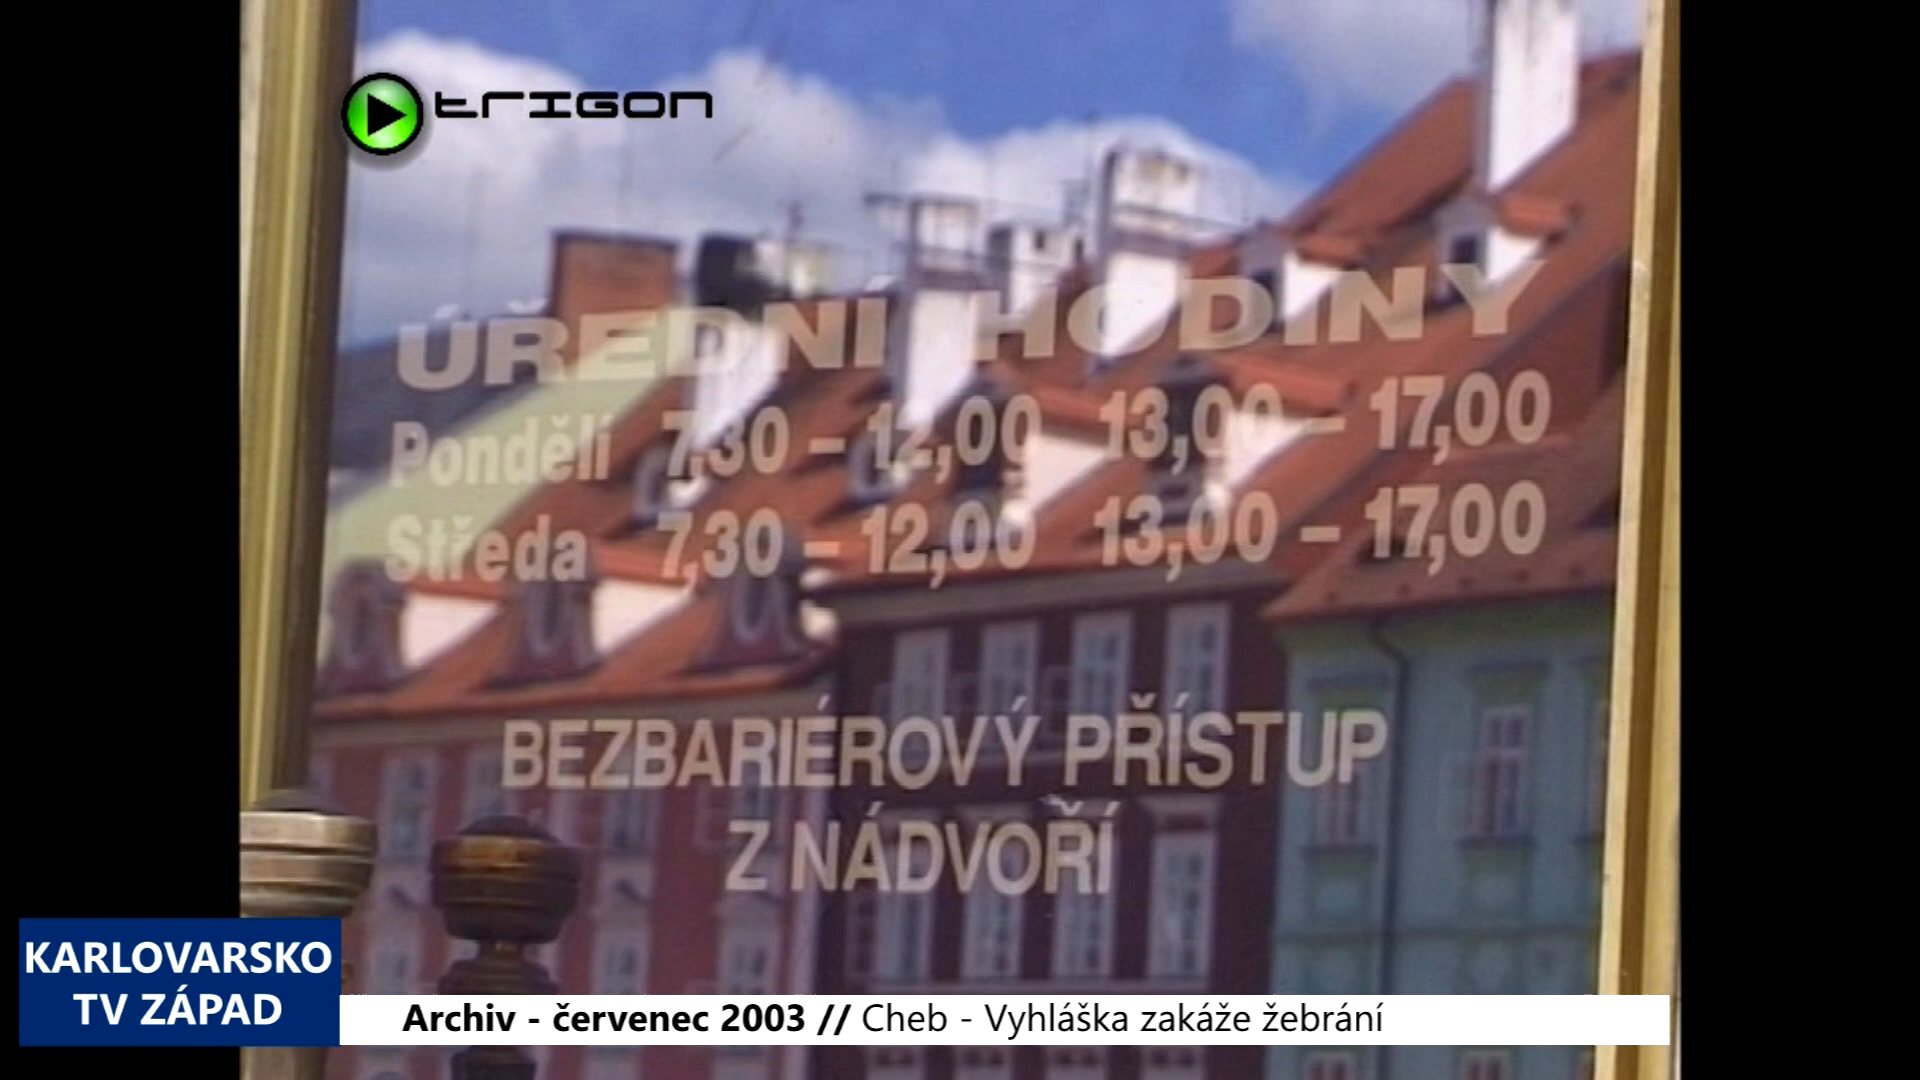 trigon
ÚŘEDNÍ HODINY
Pondělí 7,30 – 12,00 13,00 – 17,00
Středa 7,30 – 12,00 13,00 – 17,00
BEZBARIÉROVÝ PŘÍSTUP
Z NÁDVOŘÍ
KARLOVARSKO
TV ZÁPAD
Archiv - červenec 2003 // Cheb - Vyhláška zakáže žebrání